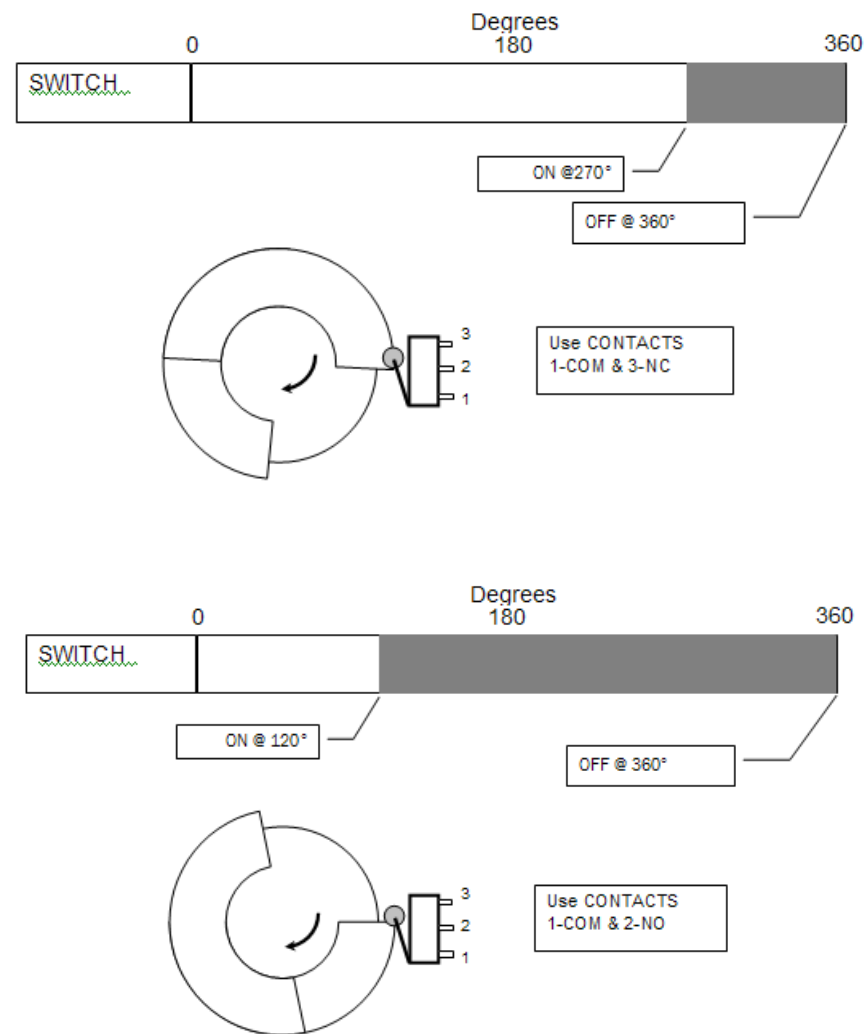 Degrees
0 180 360
SWITCH
ON @270°
OFF @ 360°
3
2
1
Use CONTACTS
1-COM & 3-NC
Degrees
0 180 360
SWITCH
ON @ 120°
OFF @ 360°
3
2
1
Use CONTACTS
1-COM & 2-NO